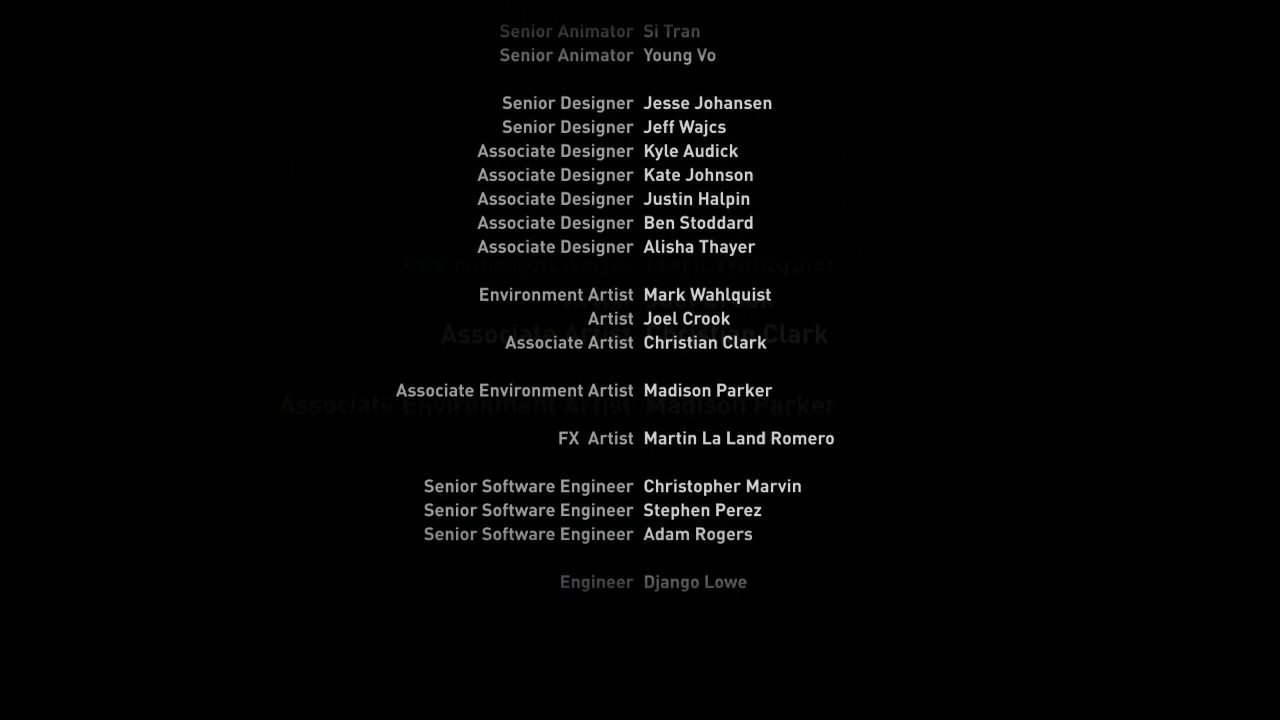 Senior Animator Si Tran
Senior Animator Young Vo
Senior Designer Jesse Johansen
Senior Designer Jeff Wajcs
Associate Designer Kyle Audick
Associate Designer Kate Johnson
Associate Designer Justin Halpin
Associate Designer Ben Stoddard
Associate Designer Alisha Thayer
Environment Artist Mark Wahlquist
Artist Joel Crook
Associate Artist Christian Clark
Associate Environment Artist Madison Parker
FX Artist Martin La Land Romero
Senior Software Engineer Christopher Marvin
Senior Software Engineer Stephen Perez
Senior Software Engineer Adam Rogers
Engineer Django Lowe